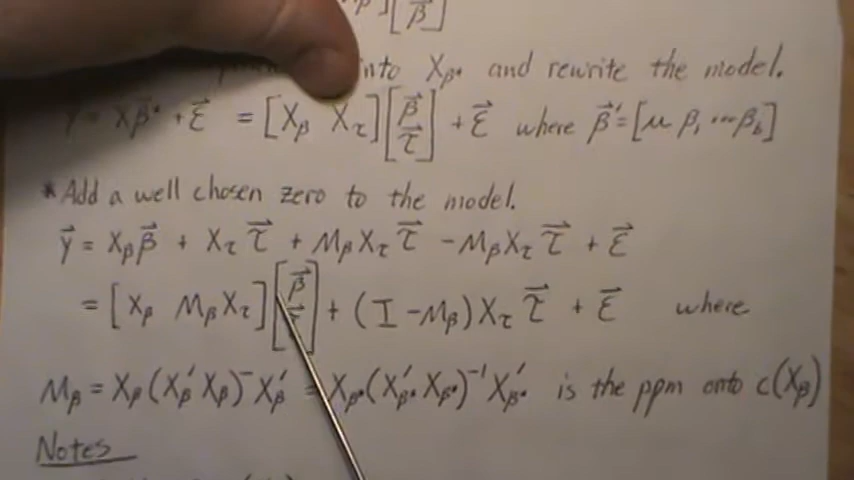 [β⃗]
into X_β* and rewrite the model.
Y⃗ = Xβ⃗* + ε⃗ = [X_β X_τ][β⃗ τ⃗] + ε⃗ where β⃗' = [μ β₁ ... β_b]
*Add a well chosen zero to the model.
y⃗ = X_β β⃗ + X_τ τ⃗ + M_β X_τ τ⃗ - M_β X_τ τ⃗ + ε⃗
= [X_β M_β X_τ][β⃗ τ⃗] + (I - M_β) X_τ τ⃗ + ε⃗ where
M_β = X_β (X_β' X_β)⁻ X_β' = X_β* (X_β*' X_β*)⁻¹ X_β*' is the ppm onto c(X_β)
Notes